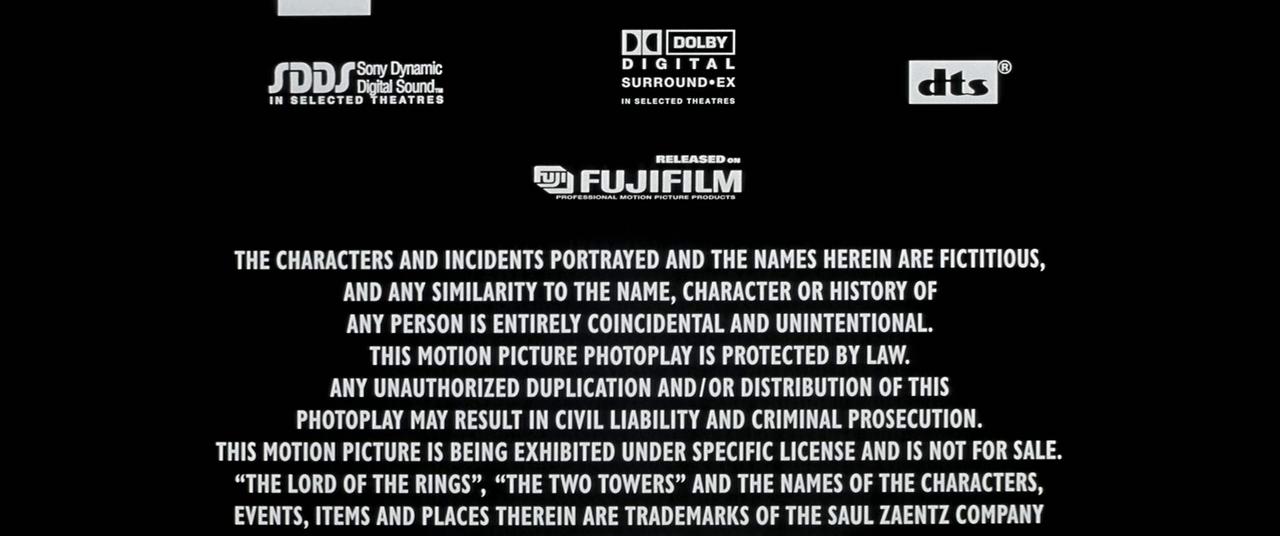 SDDS Sony Dynamic Digital Sound™
IN SELECTED THEATRES
DOLBY
DIGITAL
SURROUND•EX
IN SELECTED THEATRES
dts®
RELEASED ON
FUJI FUJIFILM
PROFESSIONAL MOTION PICTURE PRODUCTS
THE CHARACTERS AND INCIDENTS PORTRAYED AND THE NAMES HEREIN ARE FICTITIOUS,
AND ANY SIMILARITY TO THE NAME, CHARACTER OR HISTORY OF
ANY PERSON IS ENTIRELY COINCIDENTAL AND UNINTENTIONAL.
THIS MOTION PICTURE PHOTOPLAY IS PROTECTED BY LAW.
ANY UNAUTHORIZED DUPLICATION AND/OR DISTRIBUTION OF THIS
PHOTOPLAY MAY RESULT IN CIVIL LIABILITY AND CRIMINAL PROSECUTION.
THIS MOTION PICTURE IS BEING EXHIBITED UNDER SPECIFIC LICENSE AND IS NOT FOR SALE.
“THE LORD OF THE RINGS”, “THE TWO TOWERS” AND THE NAMES OF THE CHARACTERS,
EVENTS, ITEMS AND PLACES THEREIN ARE TRADEMARKS OF THE SAUL ZAENTZ COMPANY